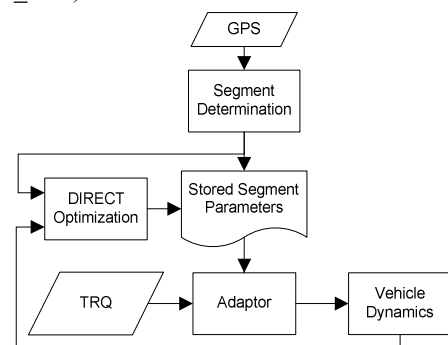 GPS
Segment
Determination
DIRECT
Optimization
Stored Segment
Parameters
TRQ
Adaptor
Vehicle
Dynamics